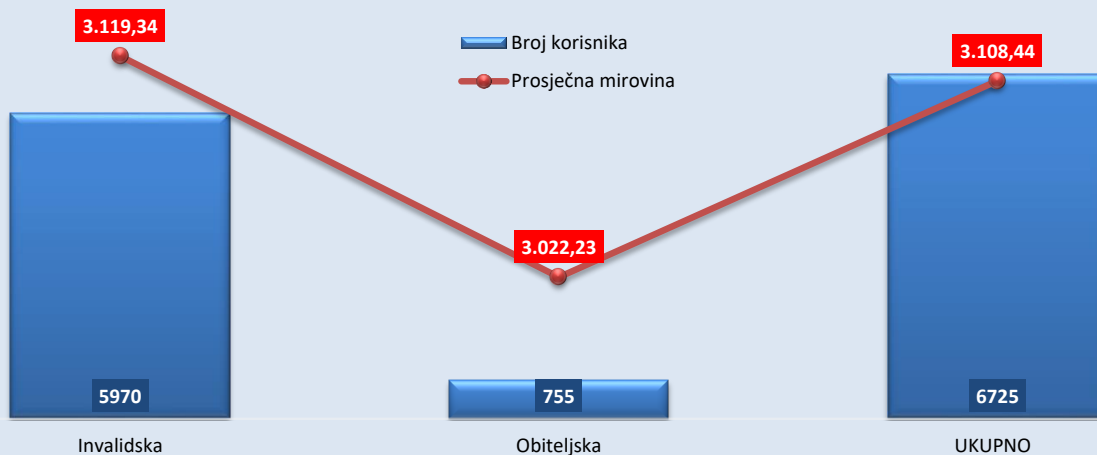 3.119,34
Broj korisnika
Prosječna mirovina
3.108,44
3.022,23
5970
755
6725
Invalidska
Obiteljska
UKUPNO